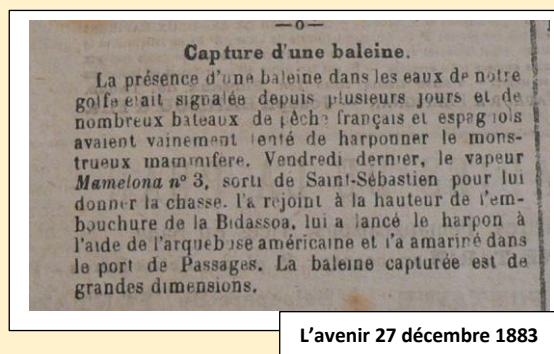 —o—
Capture d'une baleine.
La présence d'une baleine dans les eaux de notre
golfe était signalée depuis plusieurs jours et de
nombreux bateaux de pêche français et espagnols
avaient vainement tenté de harponner le mons-
trueux mammifère. Vendredi dernier, le vapeur
Mamelona nº 3, sorti de Saint-Sébastien pour lui
donner la chasse. l'a rejoint à la hauteur de l'em-
bouchure de la Bidassoa, lui a lancé le harpon à
l'aide de l'arquebuse américaine et l'a amariné dans
le port de Passages. La baleine capturée est de
grandes dimensions.
L'avenir 27 décembre 1883